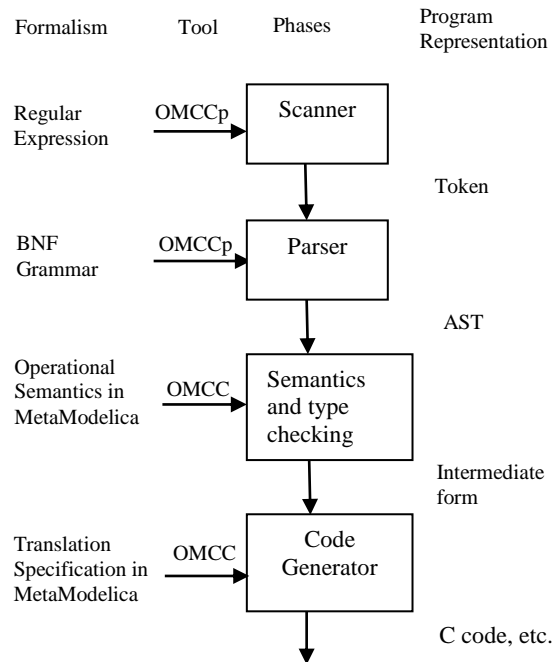 Formalism Tool Phases Program
Representation
OMCCp Scanner
Regular
Expression
Token
BNF OMCCp Parser
Grammar
AST
Operational
Semantics in
MetaModelica
OMCC
Semantics
and type
checking
Intermediate
form
Translation
Specification in
MetaModelica
OMCC
Code
Generator
C code, etc.